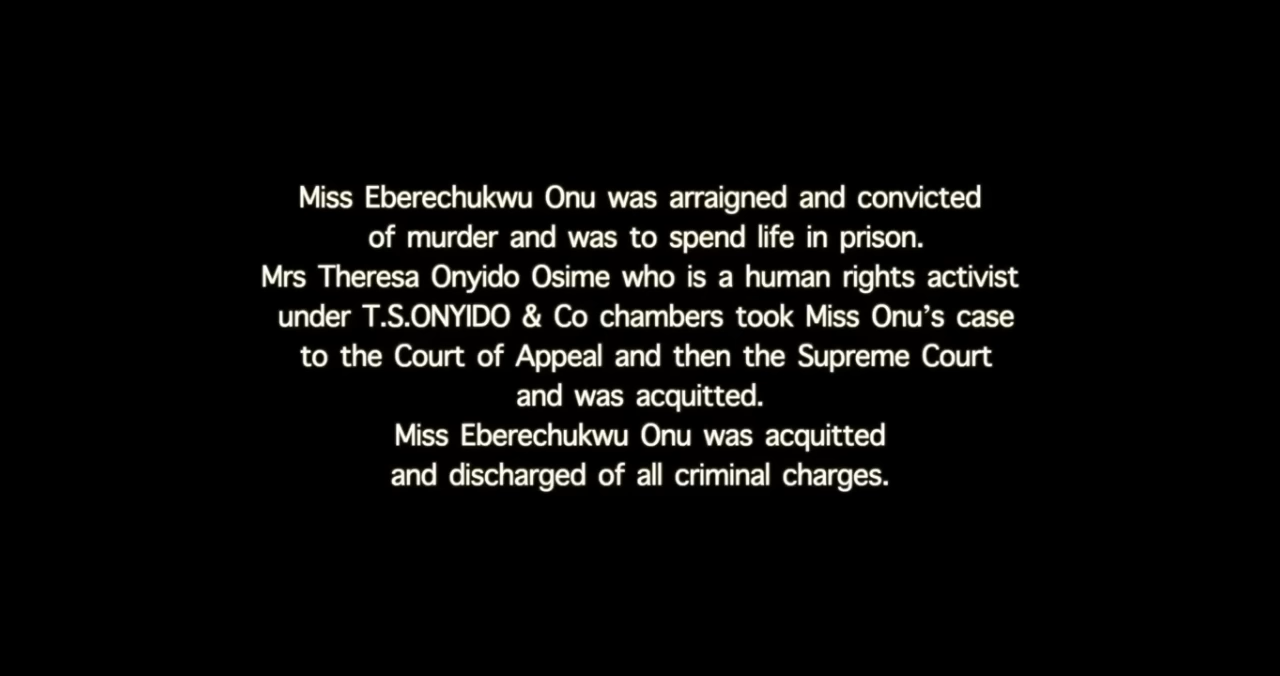 Miss Eberechukwu Onu was arraigned and convicted
of murder and was to spend life in prison.
Mrs Theresa Onyido Osime who is a human rights activist
under T.S.ONYIDO & Co chambers took Miss Onu’s case
to the Court of Appeal and then the Supreme Court
and was acquitted.
Miss Eberechukwu Onu was acquitted
and discharged of all criminal charges.